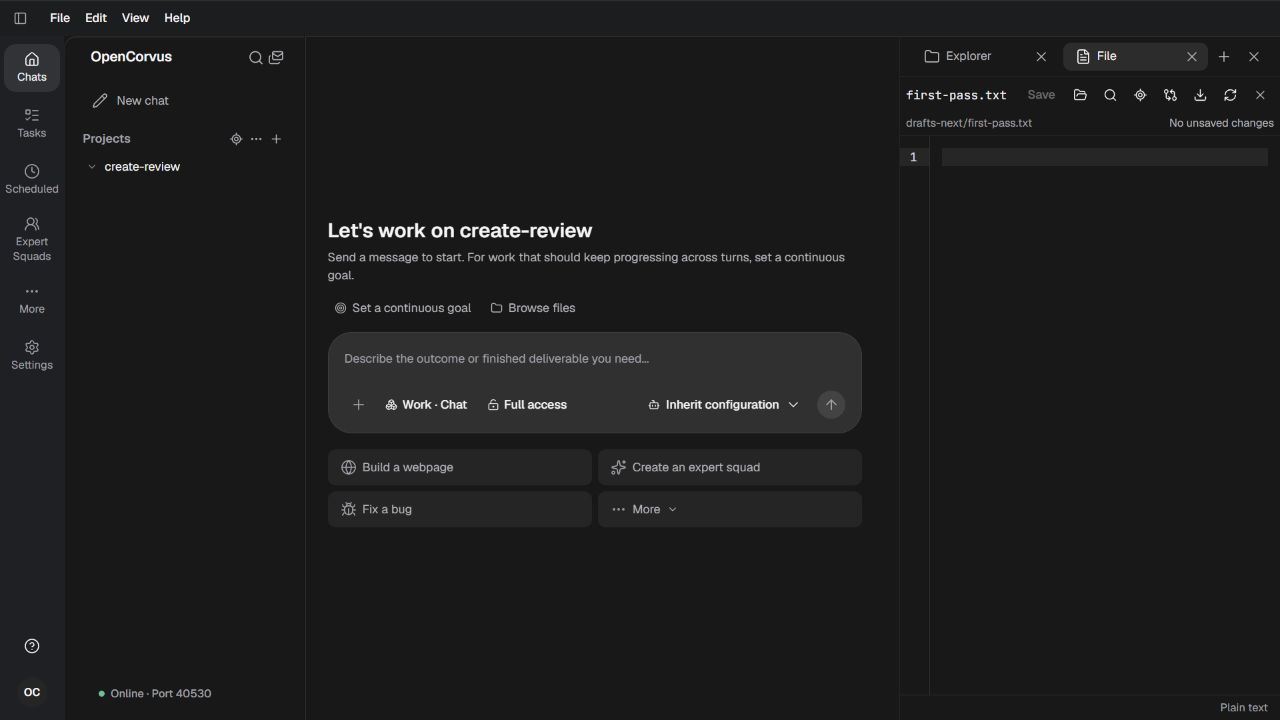 File Edit View Help
Chats
Tasks
Scheduled
Expert
Squads
More
Settings
OC
OpenCorvus
New chat
Projects
create-review
Online · Port 40530
Let's work on create-review
Send a message to start. For work that should keep progressing across turns, set a continuous
goal.
Set a continuous goal Browse files
Describe the outcome or finished deliverable you need...
Work · Chat Full access Inherit configuration
Build a webpage Create an expert squad
Fix a bug More
Explorer File
first-pass.txt Save
drafts-next/first-pass.txt No unsaved changes
1
Plain text